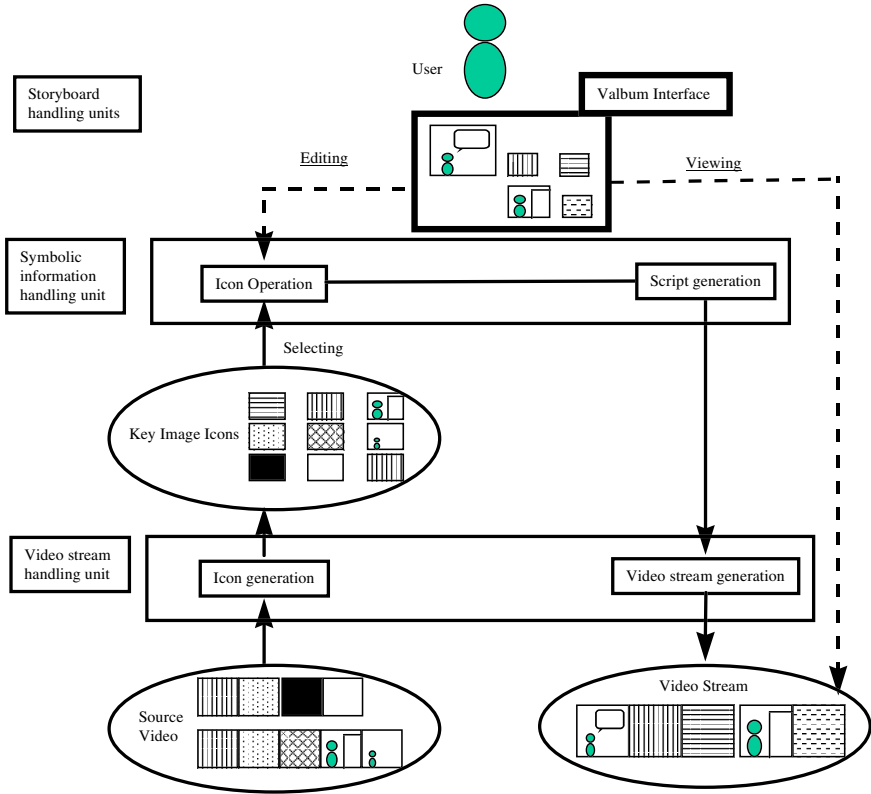 User
Storyboard
handling units
Valbum Interface
Editing
Viewing
Symbolic
information
handling unit
Icon Operation
Script generation
Selecting
Key Image Icons
Video stream
handling unit
Icon generation
Video stream generation
Source
Video
Video Stream